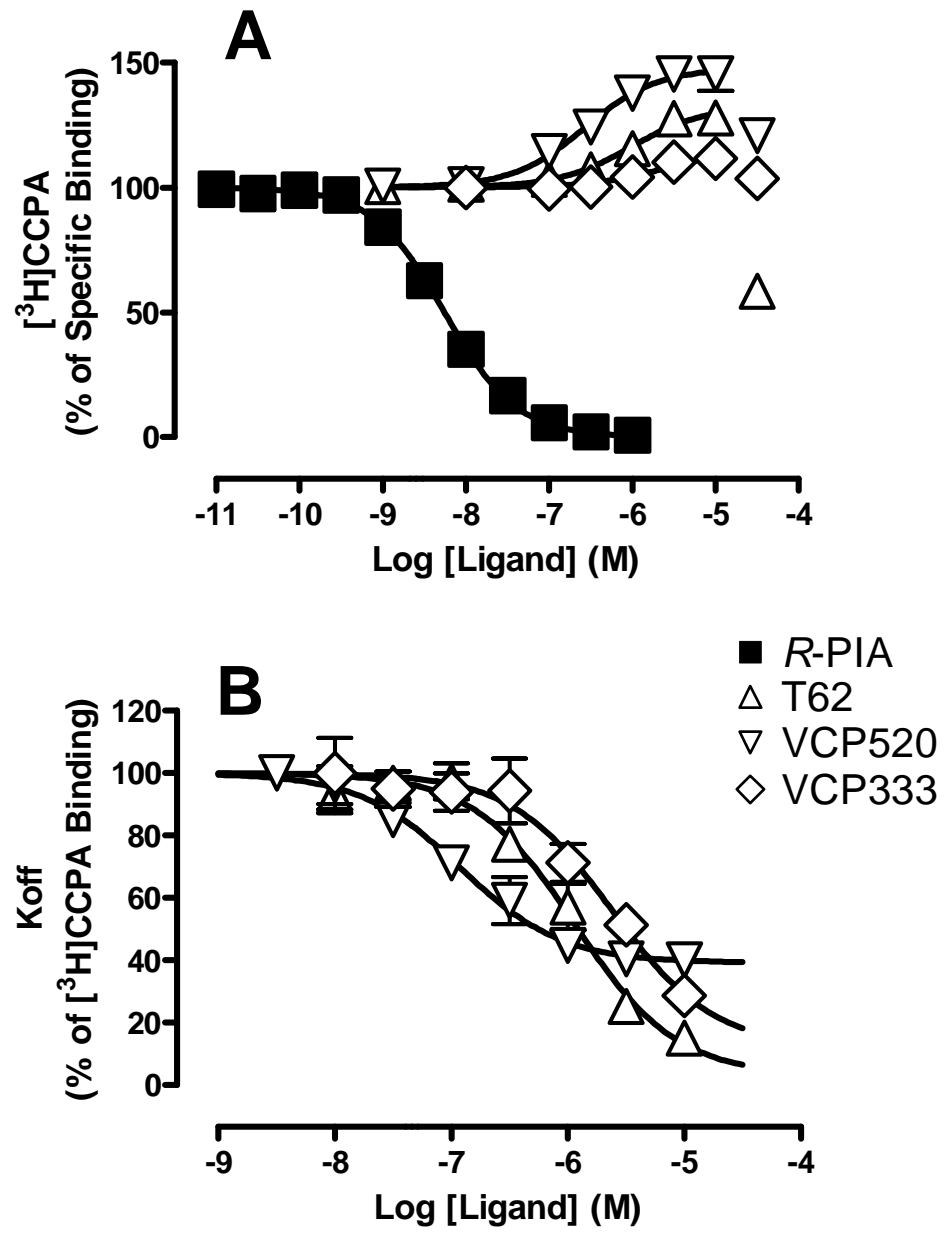 A
[³H]CCPA
(% of Specific Binding)
150
100
50
0
-11 -10 -9 -8 -7 -6 -5 -4
Log [Ligand] (M)
R-PIA
T62
VCP520
VCP333
B
Koff
(% of [³H]CCPA Binding)
120
100
80
60
40
20
0
-9 -8 -7 -6 -5 -4
Log [Ligand] (M)